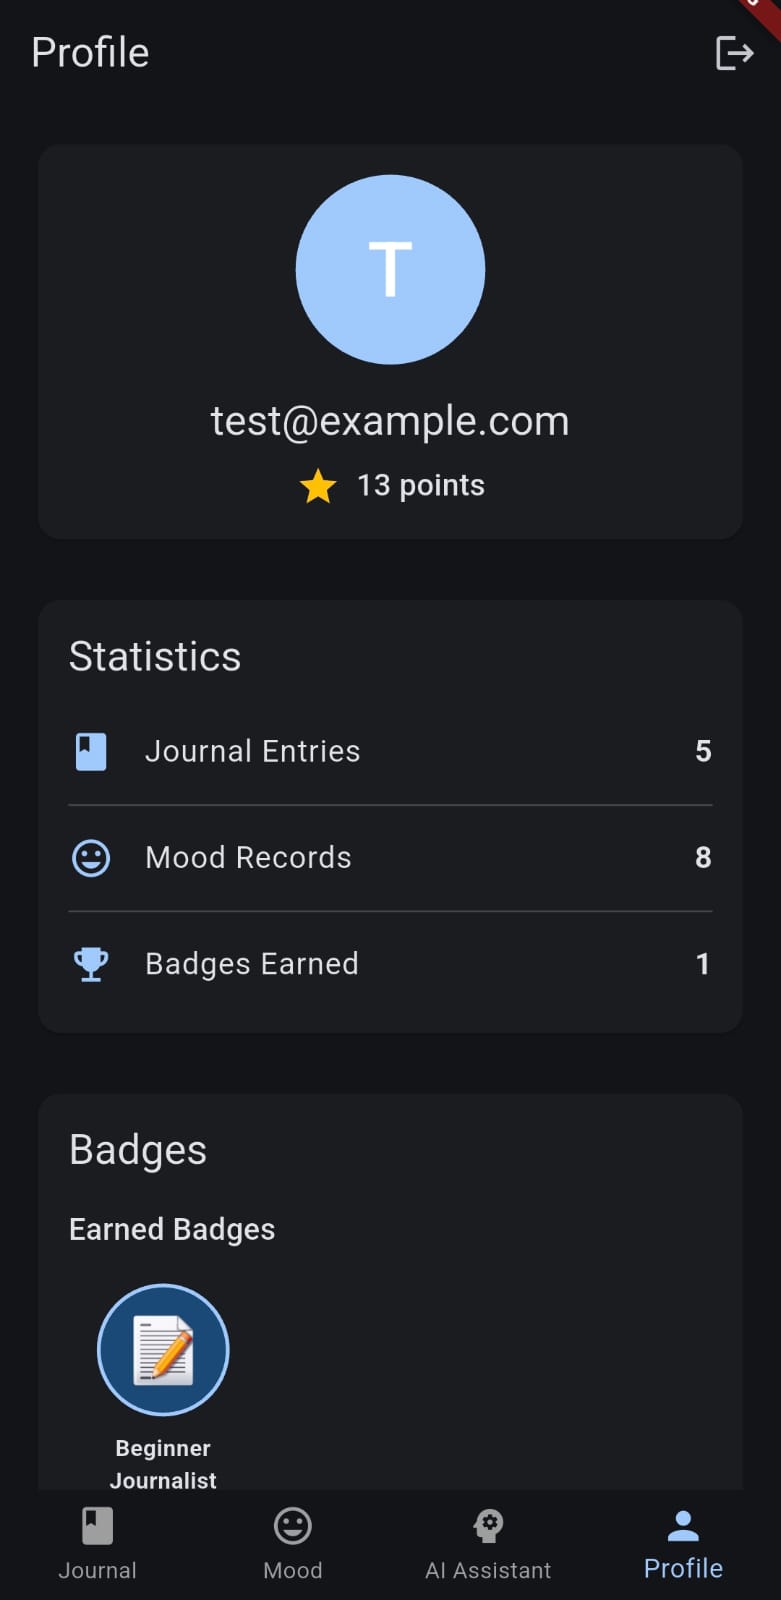 Profile
T
test@example.com
13 points
Statistics
Journal Entries 5
Mood Records 8
Badges Earned 1
Badges
Earned Badges
Beginner
Journalist
Journal Mood AI Assistant Profile